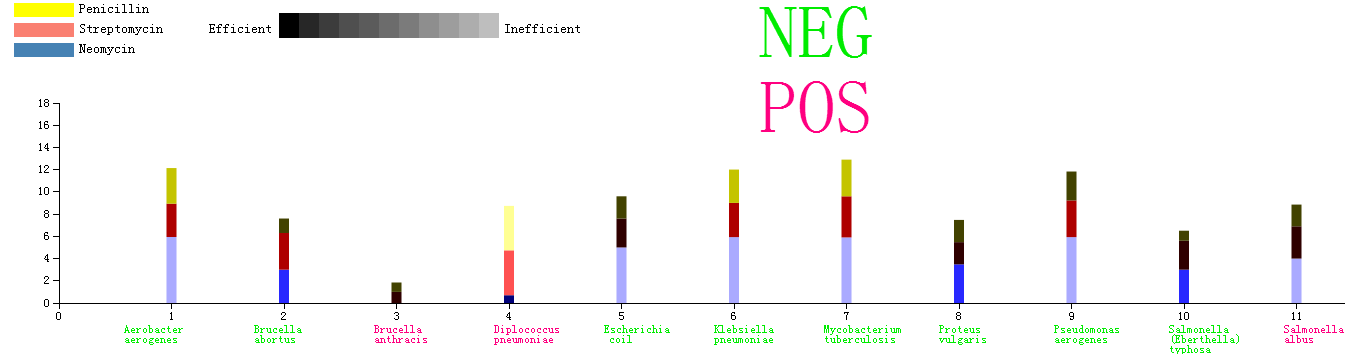 Penicillin
Streptomycin
Neomycin
Efficient
Inefficient
NEG
POS
18
16
14
12
10
8
6
4
2
0
0 1 2 3 4 5 6 7 8 9 10 11
Aerobacter
aerogenes
Brucella
abortus
Brucella
anthracis
Diplococcus
pneumoniae
Escherichia
coil
Klebsiella
pneumoniae
Mycobacterium
tuberculosis
Proteus
vulgaris
Pseudomonas
aerogenes
Salmonella
(Eberthella)
typhosa
Salmonella
albus